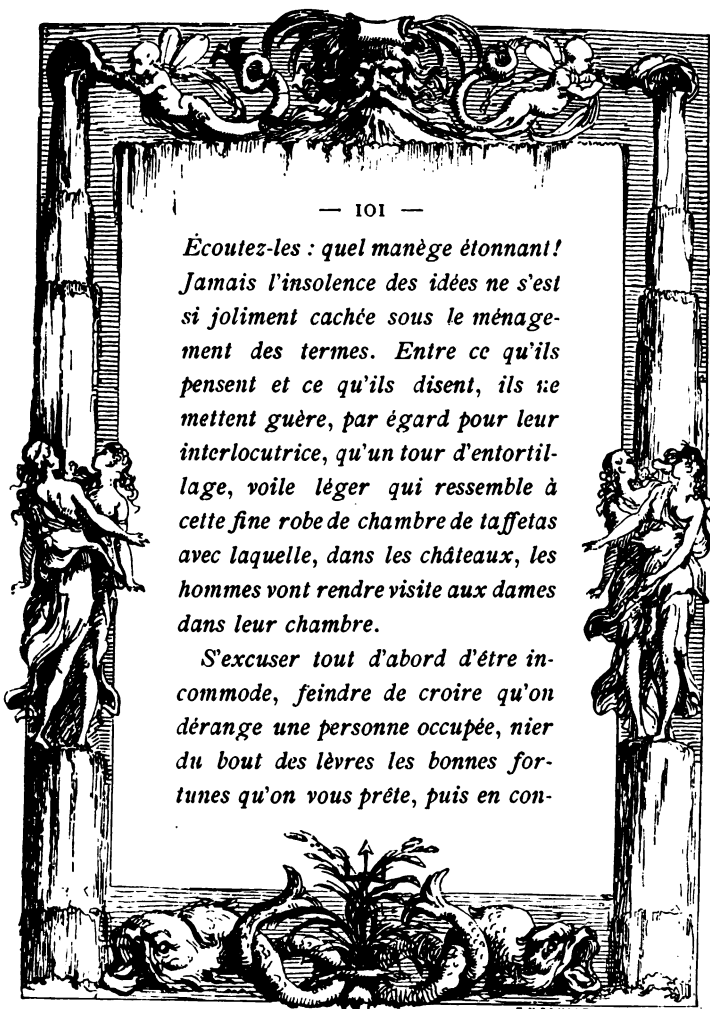 — 101 —
Écoutez-les : quel manège étonnant!
Jamais l'insolence des idées ne s'est
si joliment cachée sous le ménage-
ment des termes. Entre ce qu'ils
pensent et ce qu'ils disent, ils ne
mettent guère, par égard pour leur
interlocutrice, qu'un tour d'entortil-
lage, voile léger qui ressemble à
cette fine robe de chambre de taffetas
avec laquelle, dans les châteaux, les
hommes vont rendre visite aux dames
dans leur chambre.
S'excuser tout d'abord d'être in-
commode, feindre de croire qu'on
dérange une personne occupée, nier
du bout des lèvres les bonnes for-
tunes qu'on vous prête, puis en con-